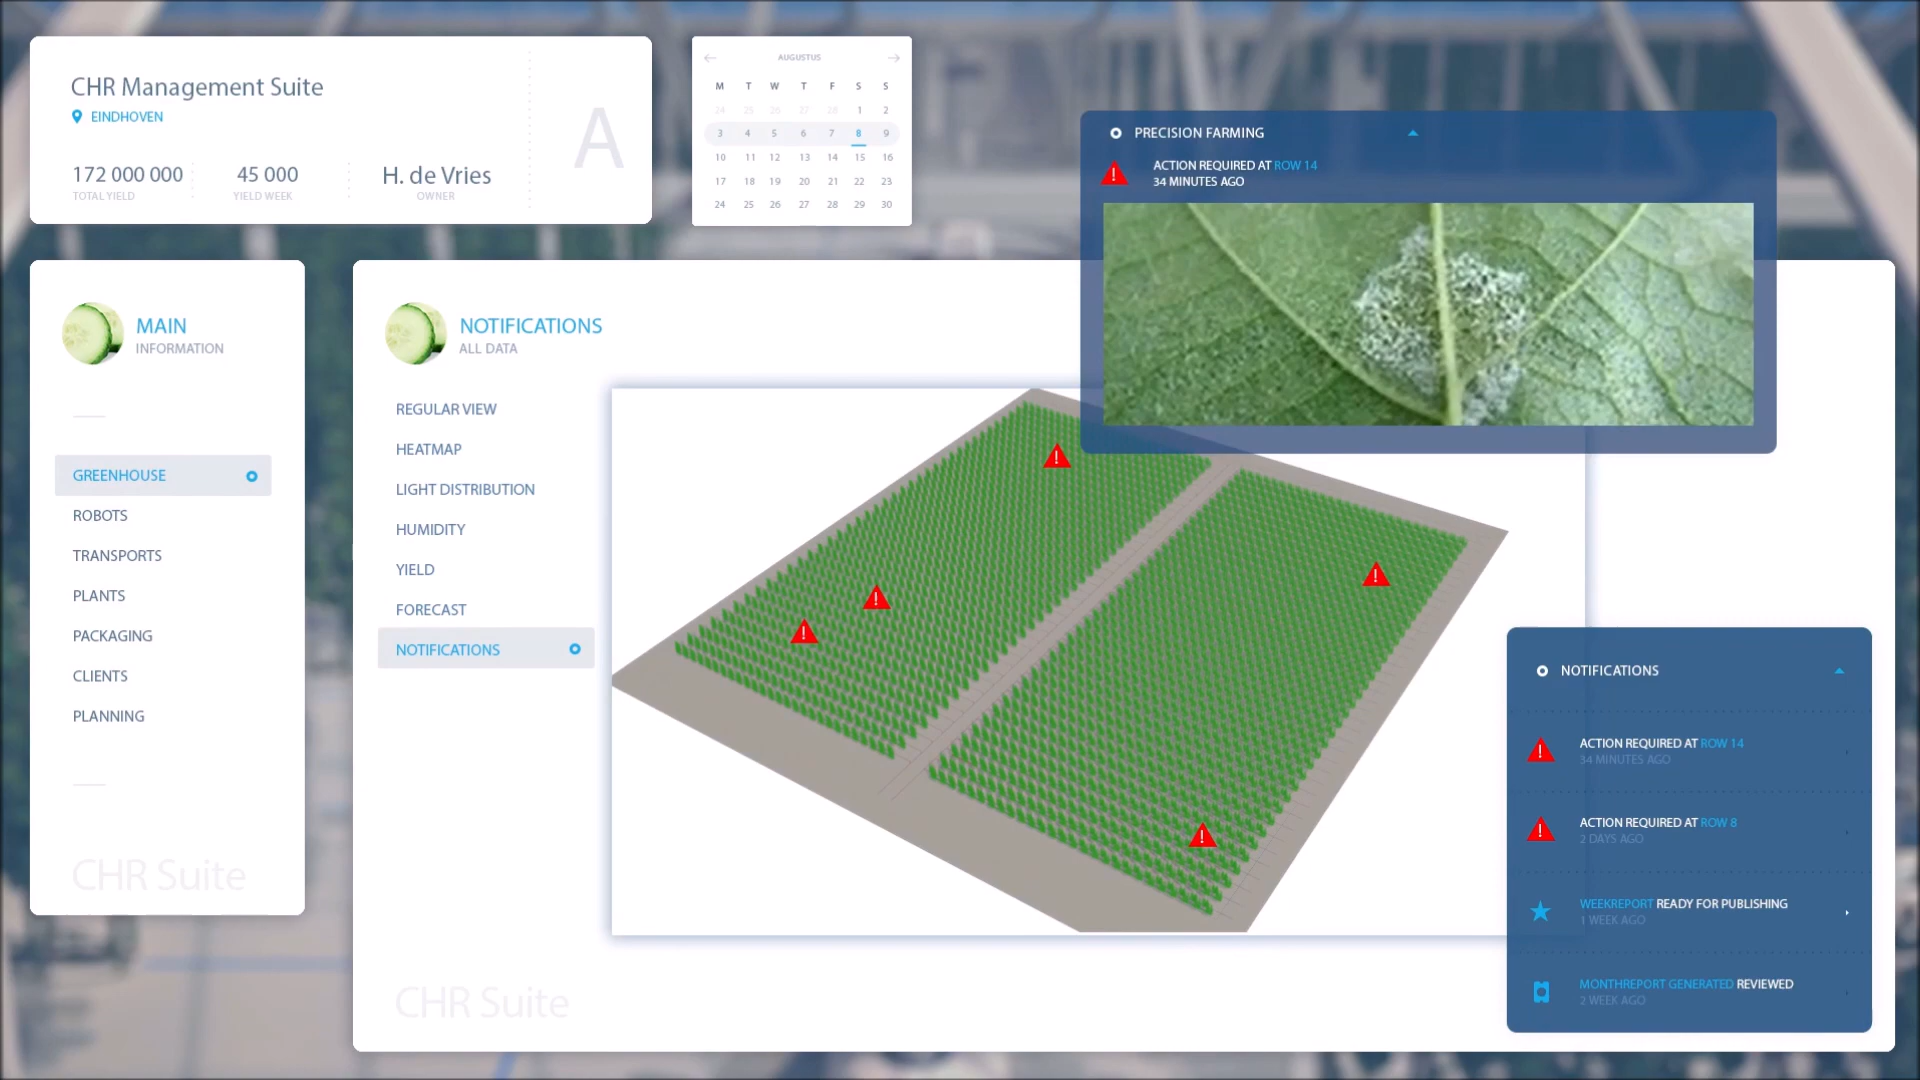 CHR Management Suite
EINDHOVEN
172 000 000
TOTAL YIELD
45 000
YIELD WEEK
H. de Vries
OWNER
A
AUGUSTUS
M T W T F S S
24 25 26 27 28 1 2
3 4 5 6 7 8 9
10 11 12 13 14 15 16
17 18 19 20 21 22 23
24 25 26 27 28 29 30
PRECISION FARMING
ACTION REQUIRED AT ROW 14
34 MINUTES AGO
MAIN
INFORMATION
GREENHOUSE
ROBOTS
TRANSPORTS
PLANTS
PACKAGING
CLIENTS
PLANNING
CHR Suite
NOTIFICATIONS
ALL DATA
REGULAR VIEW
HEATMAP
LIGHT DISTRIBUTION
HUMIDITY
YIELD
FORECAST
NOTIFICATIONS
CHR Suite
NOTIFICATIONS
ACTION REQUIRED AT ROW 14
34 MINUTES AGO
ACTION REQUIRED AT ROW 8
2 DAYS AGO
WEEKREPORT READY FOR PUBLISHING
1 WEEK AGO
MONTHREPORT GENERATED REVIEWED
2 WEEK AGO